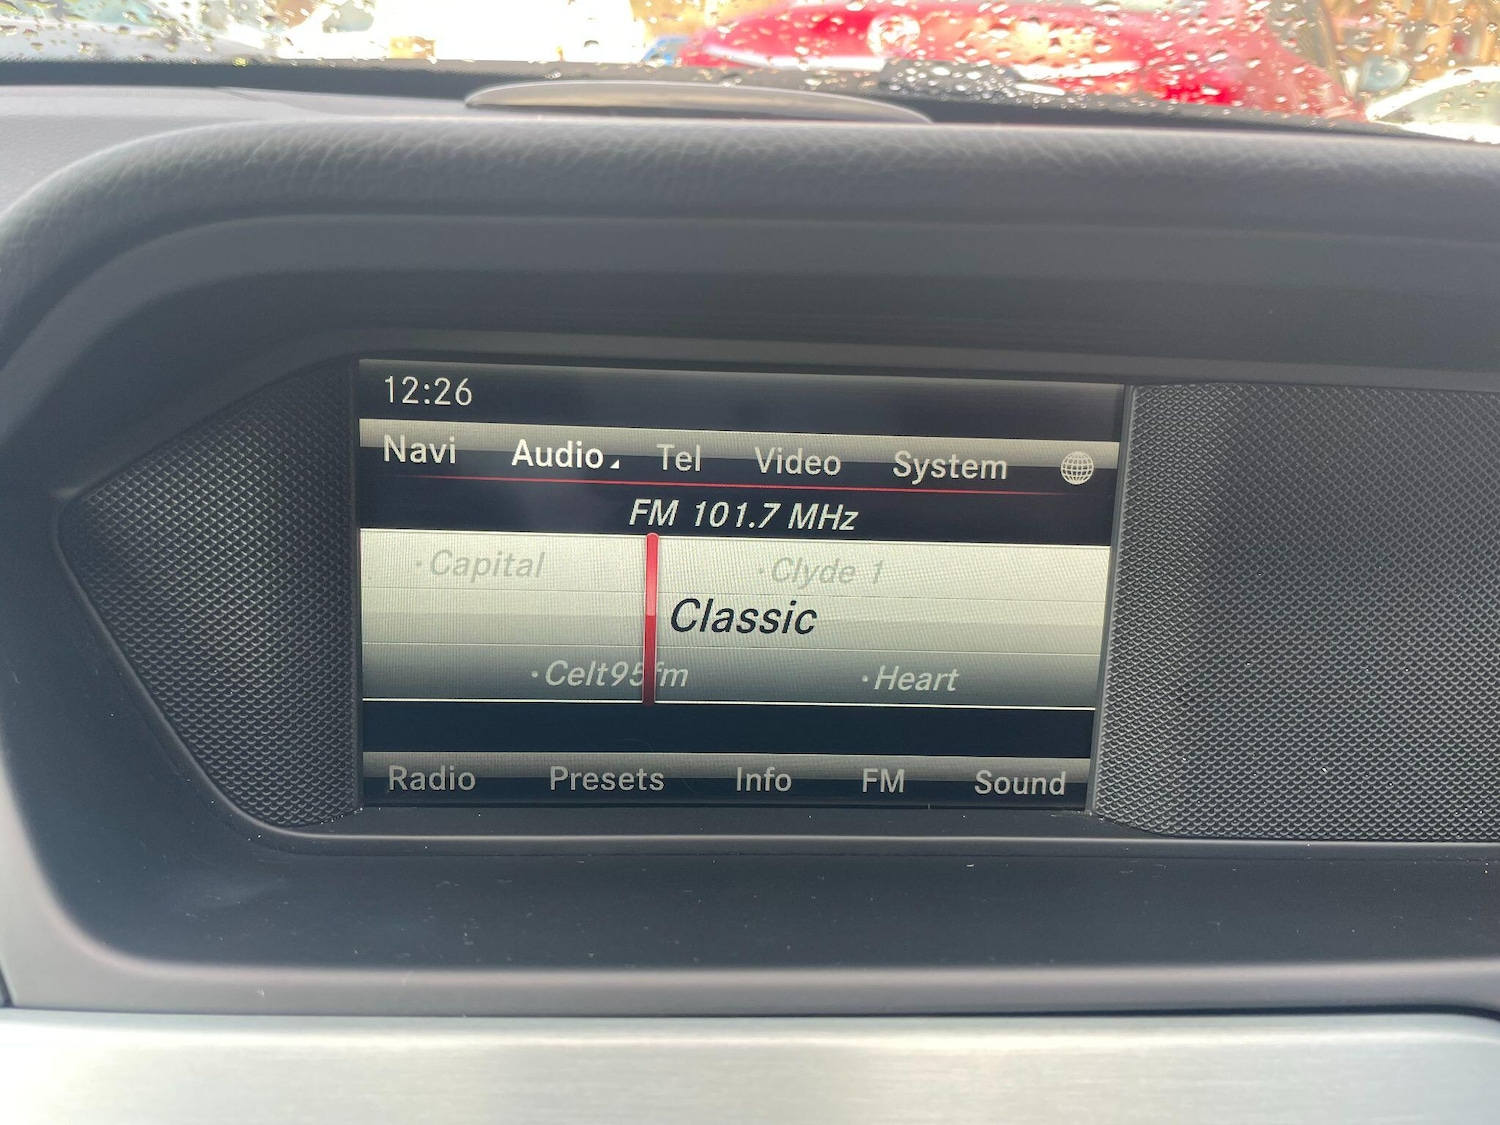 12:26
Navi Audio Tel Video System
FM 101.7 MHz
·Capital ·Clyde 1
Classic
·Celt95fm ·Heart
Radio Presets Info FM Sound